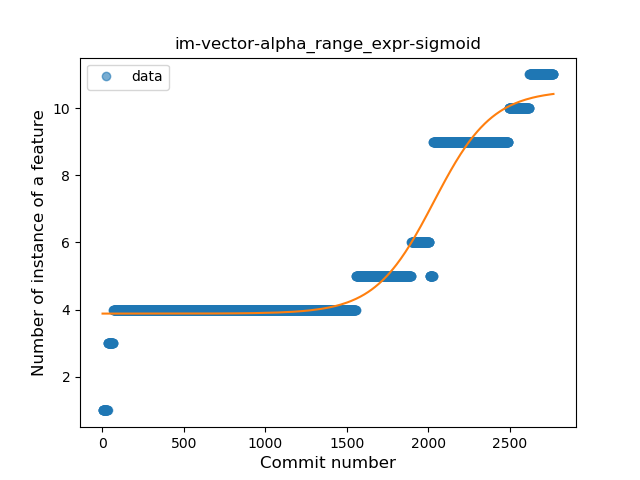 im-vector-alpha_range_expr-sigmoid
data
Number of instance of a feature
10
8
6
4
2
0
500
1000
1500
2000
2500
Commit number